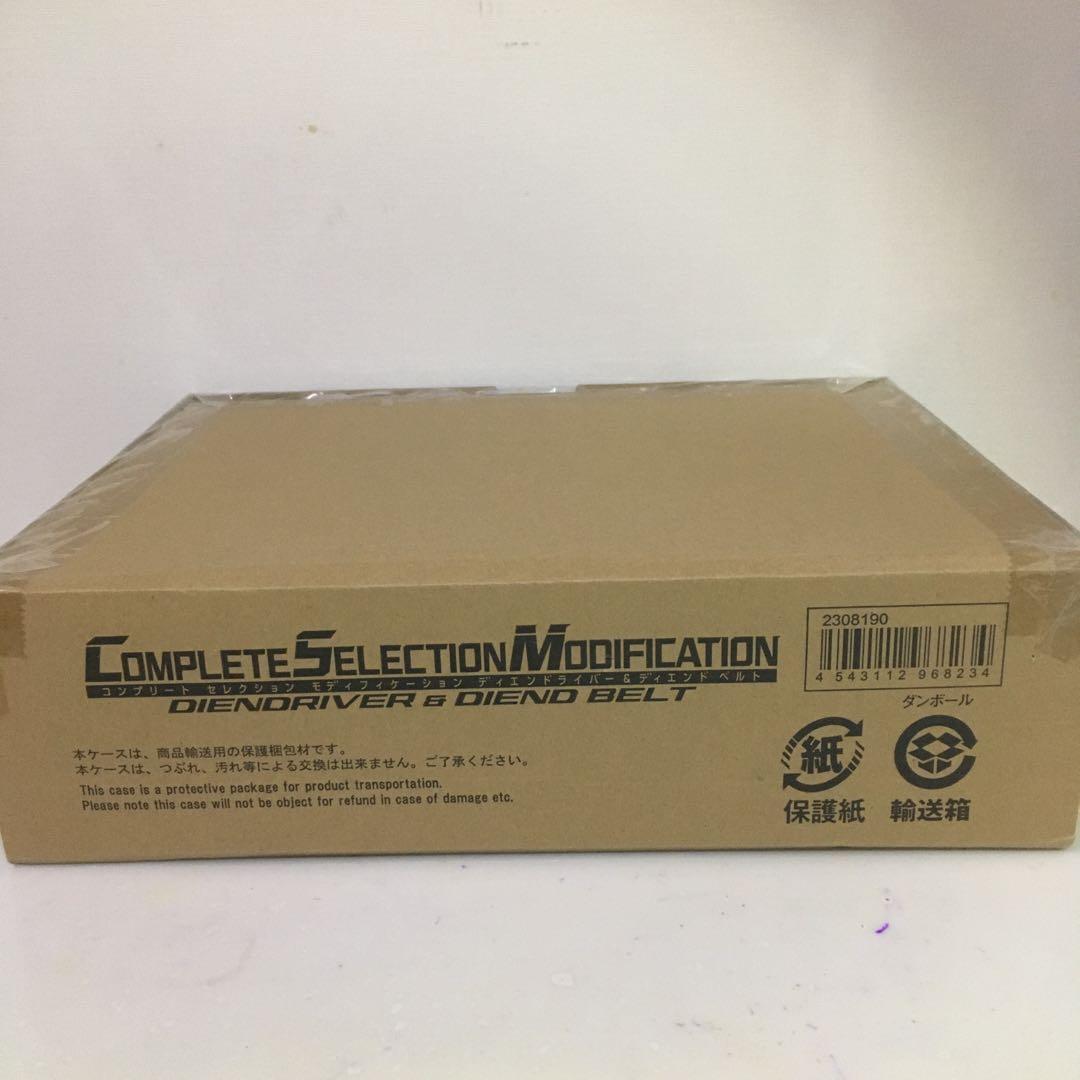 COMPLETE SELECTION MODIFICATION
コンプリート セレクション モディフィケーション ディエンドライバー & ディエンド ベルト
DIENDRIVER & DIEND BELT
本ケースは、商品輸送用の保護梱包材です。
本ケースは、つぶれ、汚れ等による交換は出来ません。ご了承ください。
This case is a protective package for product transportation.
Please note this case will not be object for refund in case of damage etc.
2308190
4 543112 968234
ダンボール
紙
保護紙 輸送箱